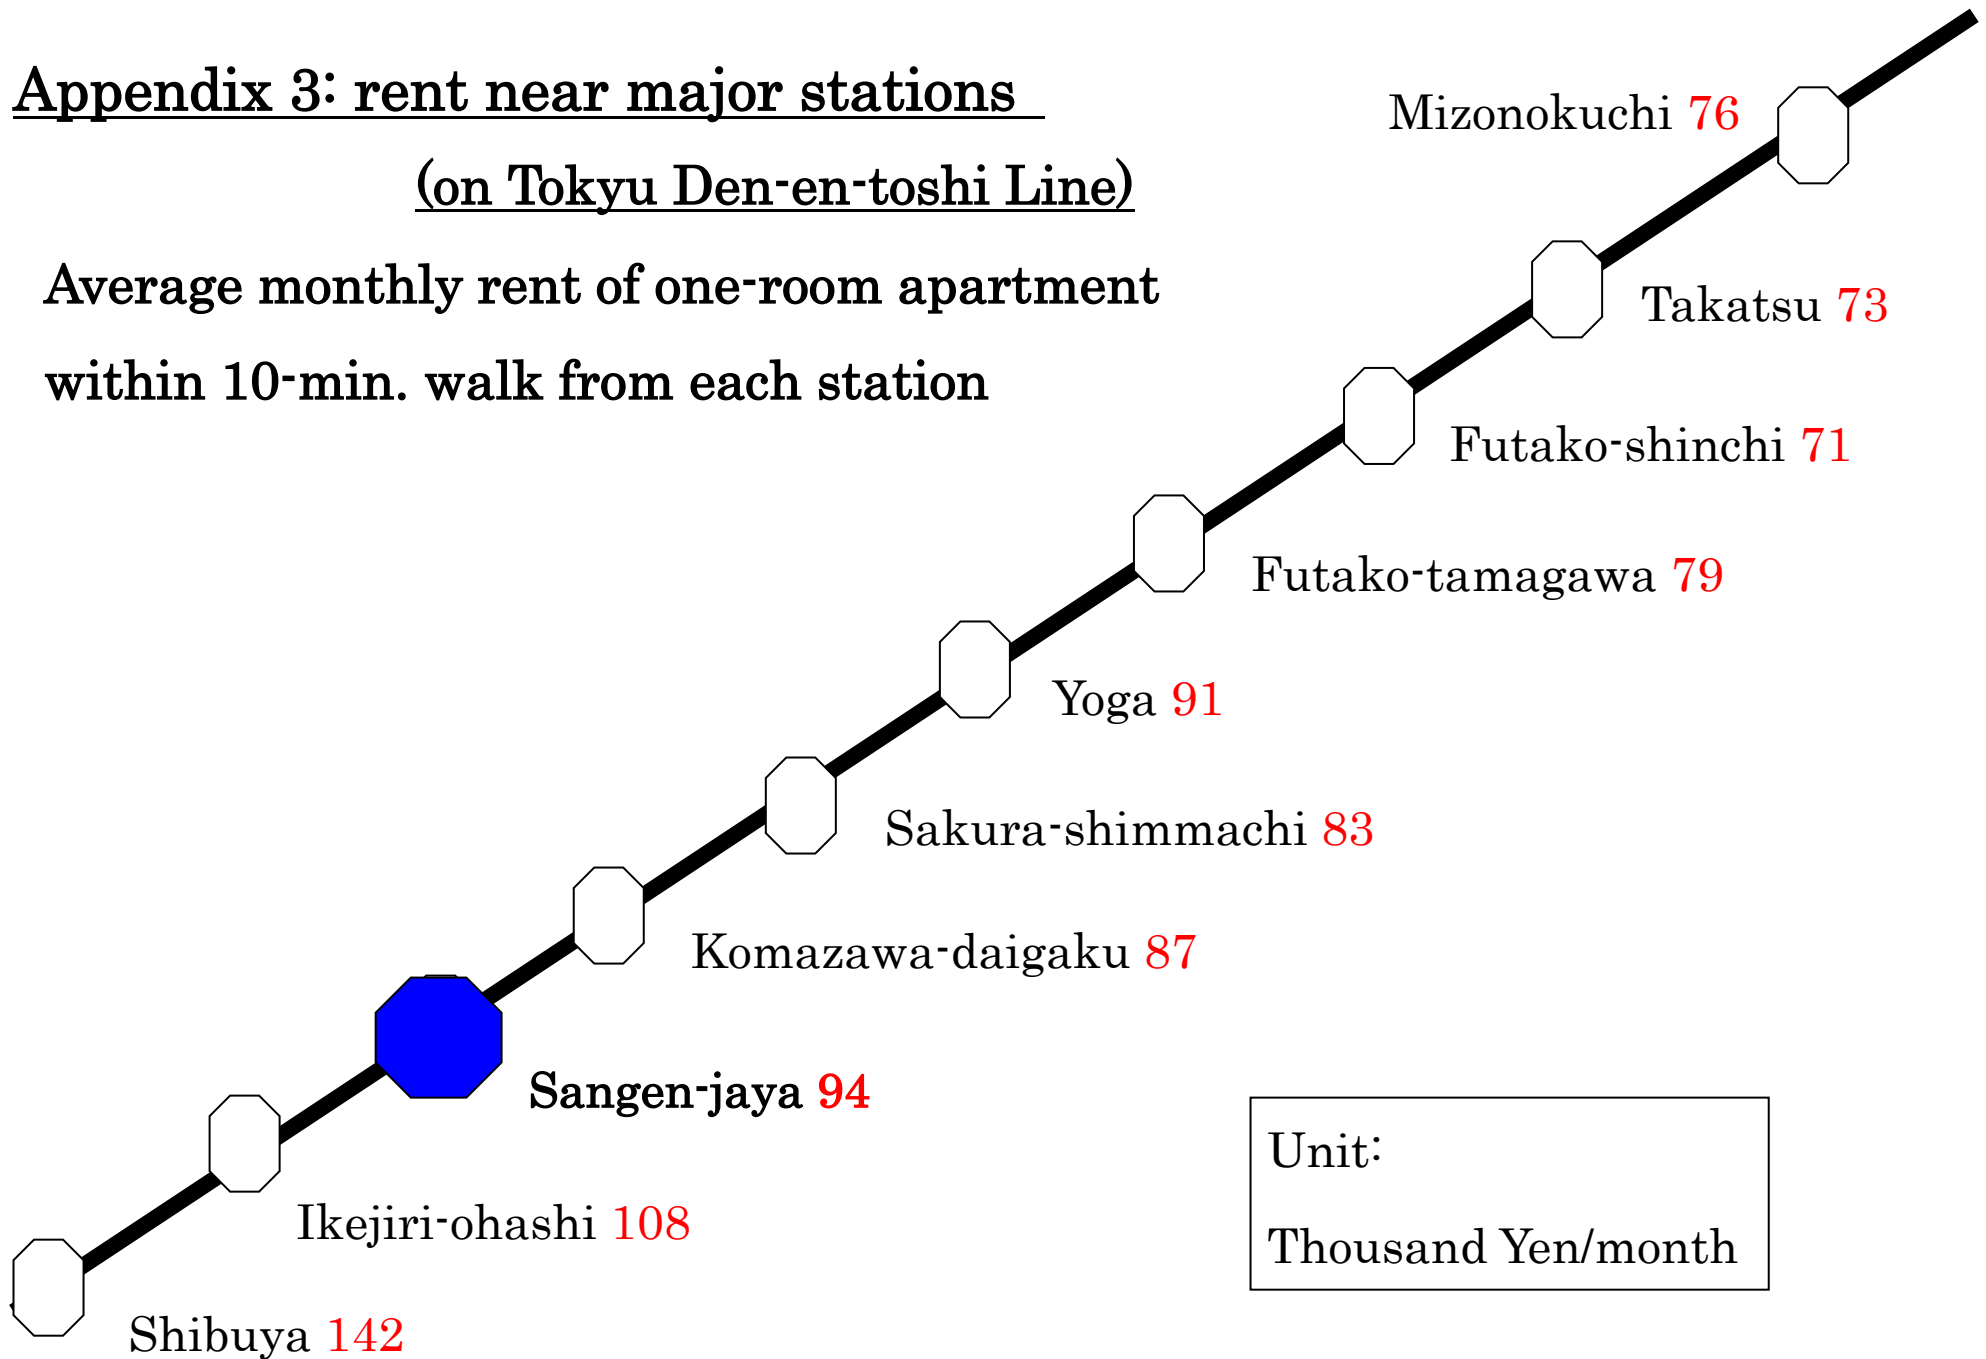 Appendix 3: rent near major stations
(on Tokyu Den-en-toshi Line)
Average monthly rent of one-room apartment
within 10-min. walk from each station
Mizonokuchi 76
Takatsu 73
Futako-shinchi 71
Futako-tamagawa 79
Yoga 91
Sakura-shimmachi 83
Komazawa-daigaku 87
Sangen-jaya 94
Ikejiri-ohashi 108
Shibuya 142
Unit:
Thousand Yen/month